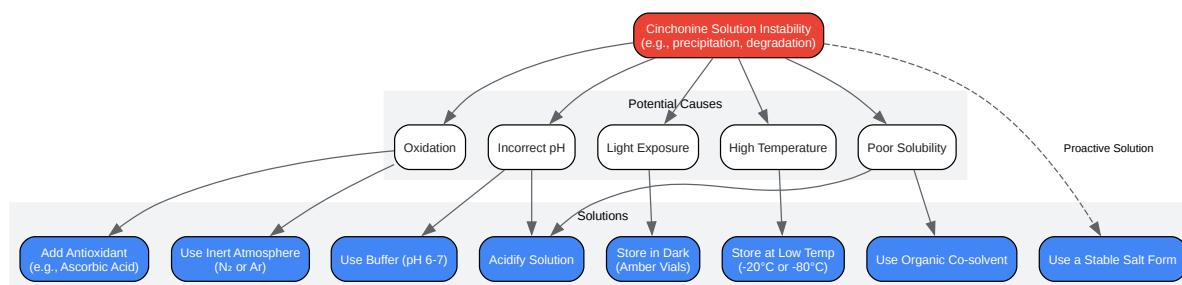 Cinchonine Solution Instability
(e.g., precipitation, degradation)
Potential Causes
Oxidation
Incorrect pH
Light Exposure
High Temperature
Poor Solubility
Proactive Solution
Solutions
Add Antioxidant
(e.g., Ascorbic Acid)
Use Inert Atmosphere
(N₂ or Ar)
Use Buffer (pH 6-7)
Acidify Solution
Store in Dark
(Amber Vials)
Store at Low Temp
(-20°C or -80°C)
Use Organic Co-solvent
Use a Stable Salt Form